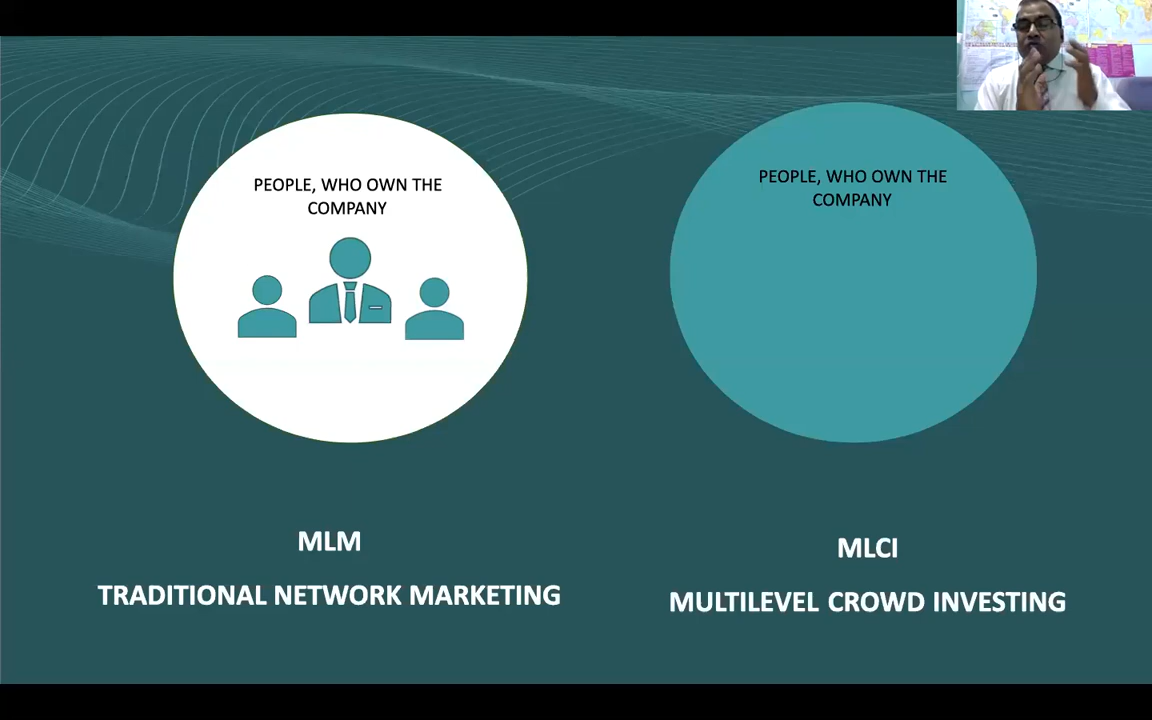 PEOPLE, WHO OWN THE
COMPANY
PEOPLE, WHO OWN THE
COMPANY
MLM
TRADITIONAL NETWORK MARKETING
MLCI
MULTILEVEL CROWD INVESTING